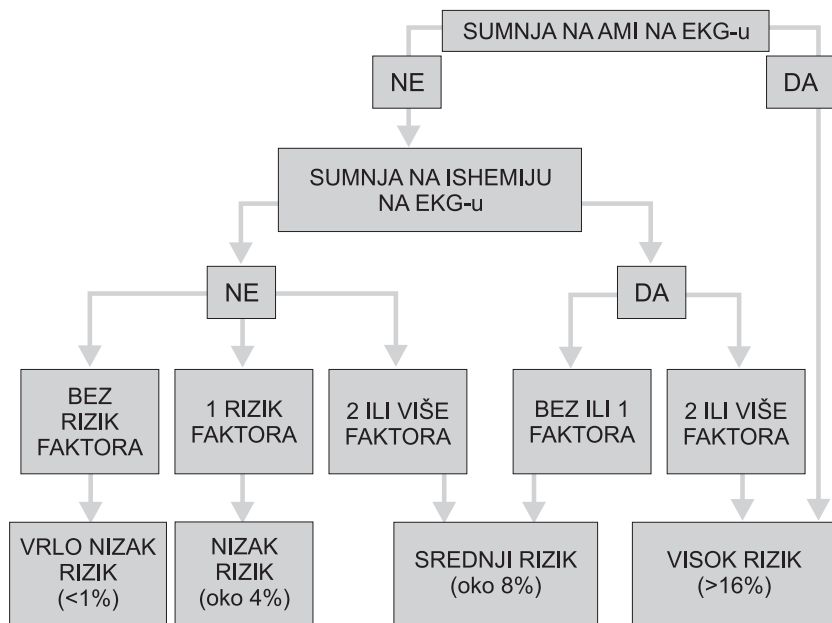 SUMNJA NA AMI NA EKG-u
NE
DA
SUMNJA NA ISHEMIJU
NA EKG-u
NE
DA
BEZ
RIZIK
FAKTORA
1 RIZIK
FAKTORA
2 ILI VIŠE
FAKTORA
BEZ ILI 1
FAKTORA
2 ILI VIŠE
FAKTORA
VRLO NIZAK
RIZIK
(<1%)
NIZAK
RIZIK
(oko 4%)
SREDNJI RIZIK
(oko 8%)
VISOK RIZIK
(>16%)